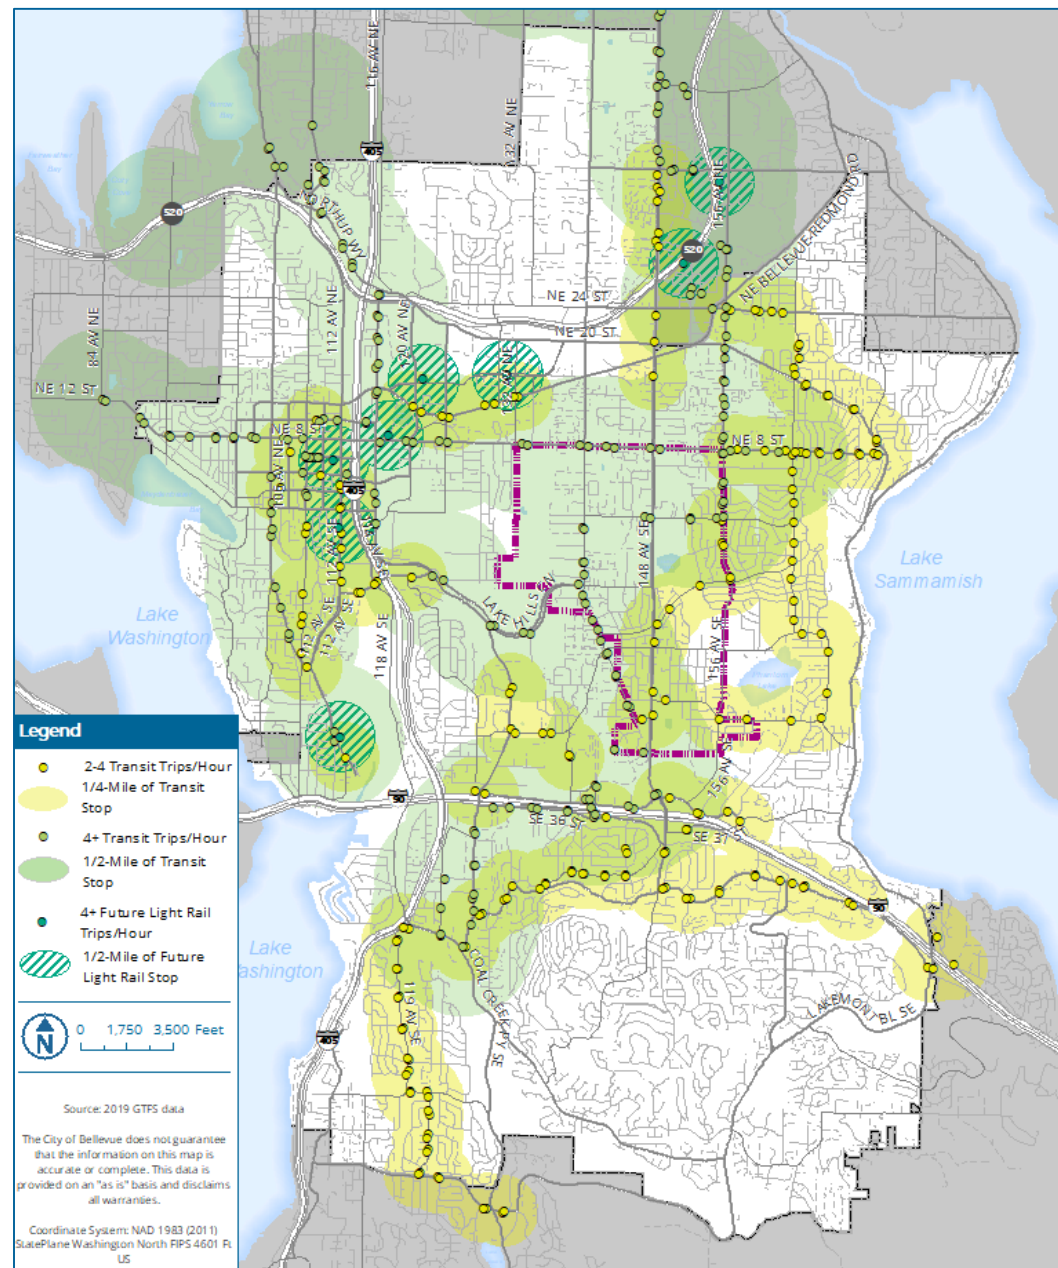 116 AV NE
405
132 AV NE
520
NORTHUP WY
156 AV NE
NE BELLEVUE-REDMOND RD
520
NE 24 ST
84 AV NE
112 AV NE
120 AV NE
NE 20 ST
132 AV NE
NE 12 ST
NE 8 ST
NE 8 ST
405
112 AV SE
148 AV SE
Lake
Sammamish
LAKE HILLS
Lake
Washington
112 AV SE
112 AV SE
118 AV SE
156 AV SE
Phantom
Lake
156 AV SE
90
SE 36 ST
SE 37
90
Lake
ashington
COAL CREEK PY SE
119 AV SE
LAKEMONT BL SE
405
Legend
2-4 Transit Trips/Hour
1/4-Mile of Transit
Stop
4+ Transit Trips/Hour
1/2-Mile of Transit
Stop
4+ Future Light Rail
Trips/Hour
1/2-Mile of Future
Light Rail Stop
N
0 1,750 3,500 Feet
Source: 2019 GTFS data
The City of Bellevue does not guarantee
that the information on this map is
accurate or complete. This data is
provided on an "as is" basis and disclaims
all warranties.
Coordinate System: NAD 1983 (2011)
StatePlane Washington North FIPS 4601 Ft
US